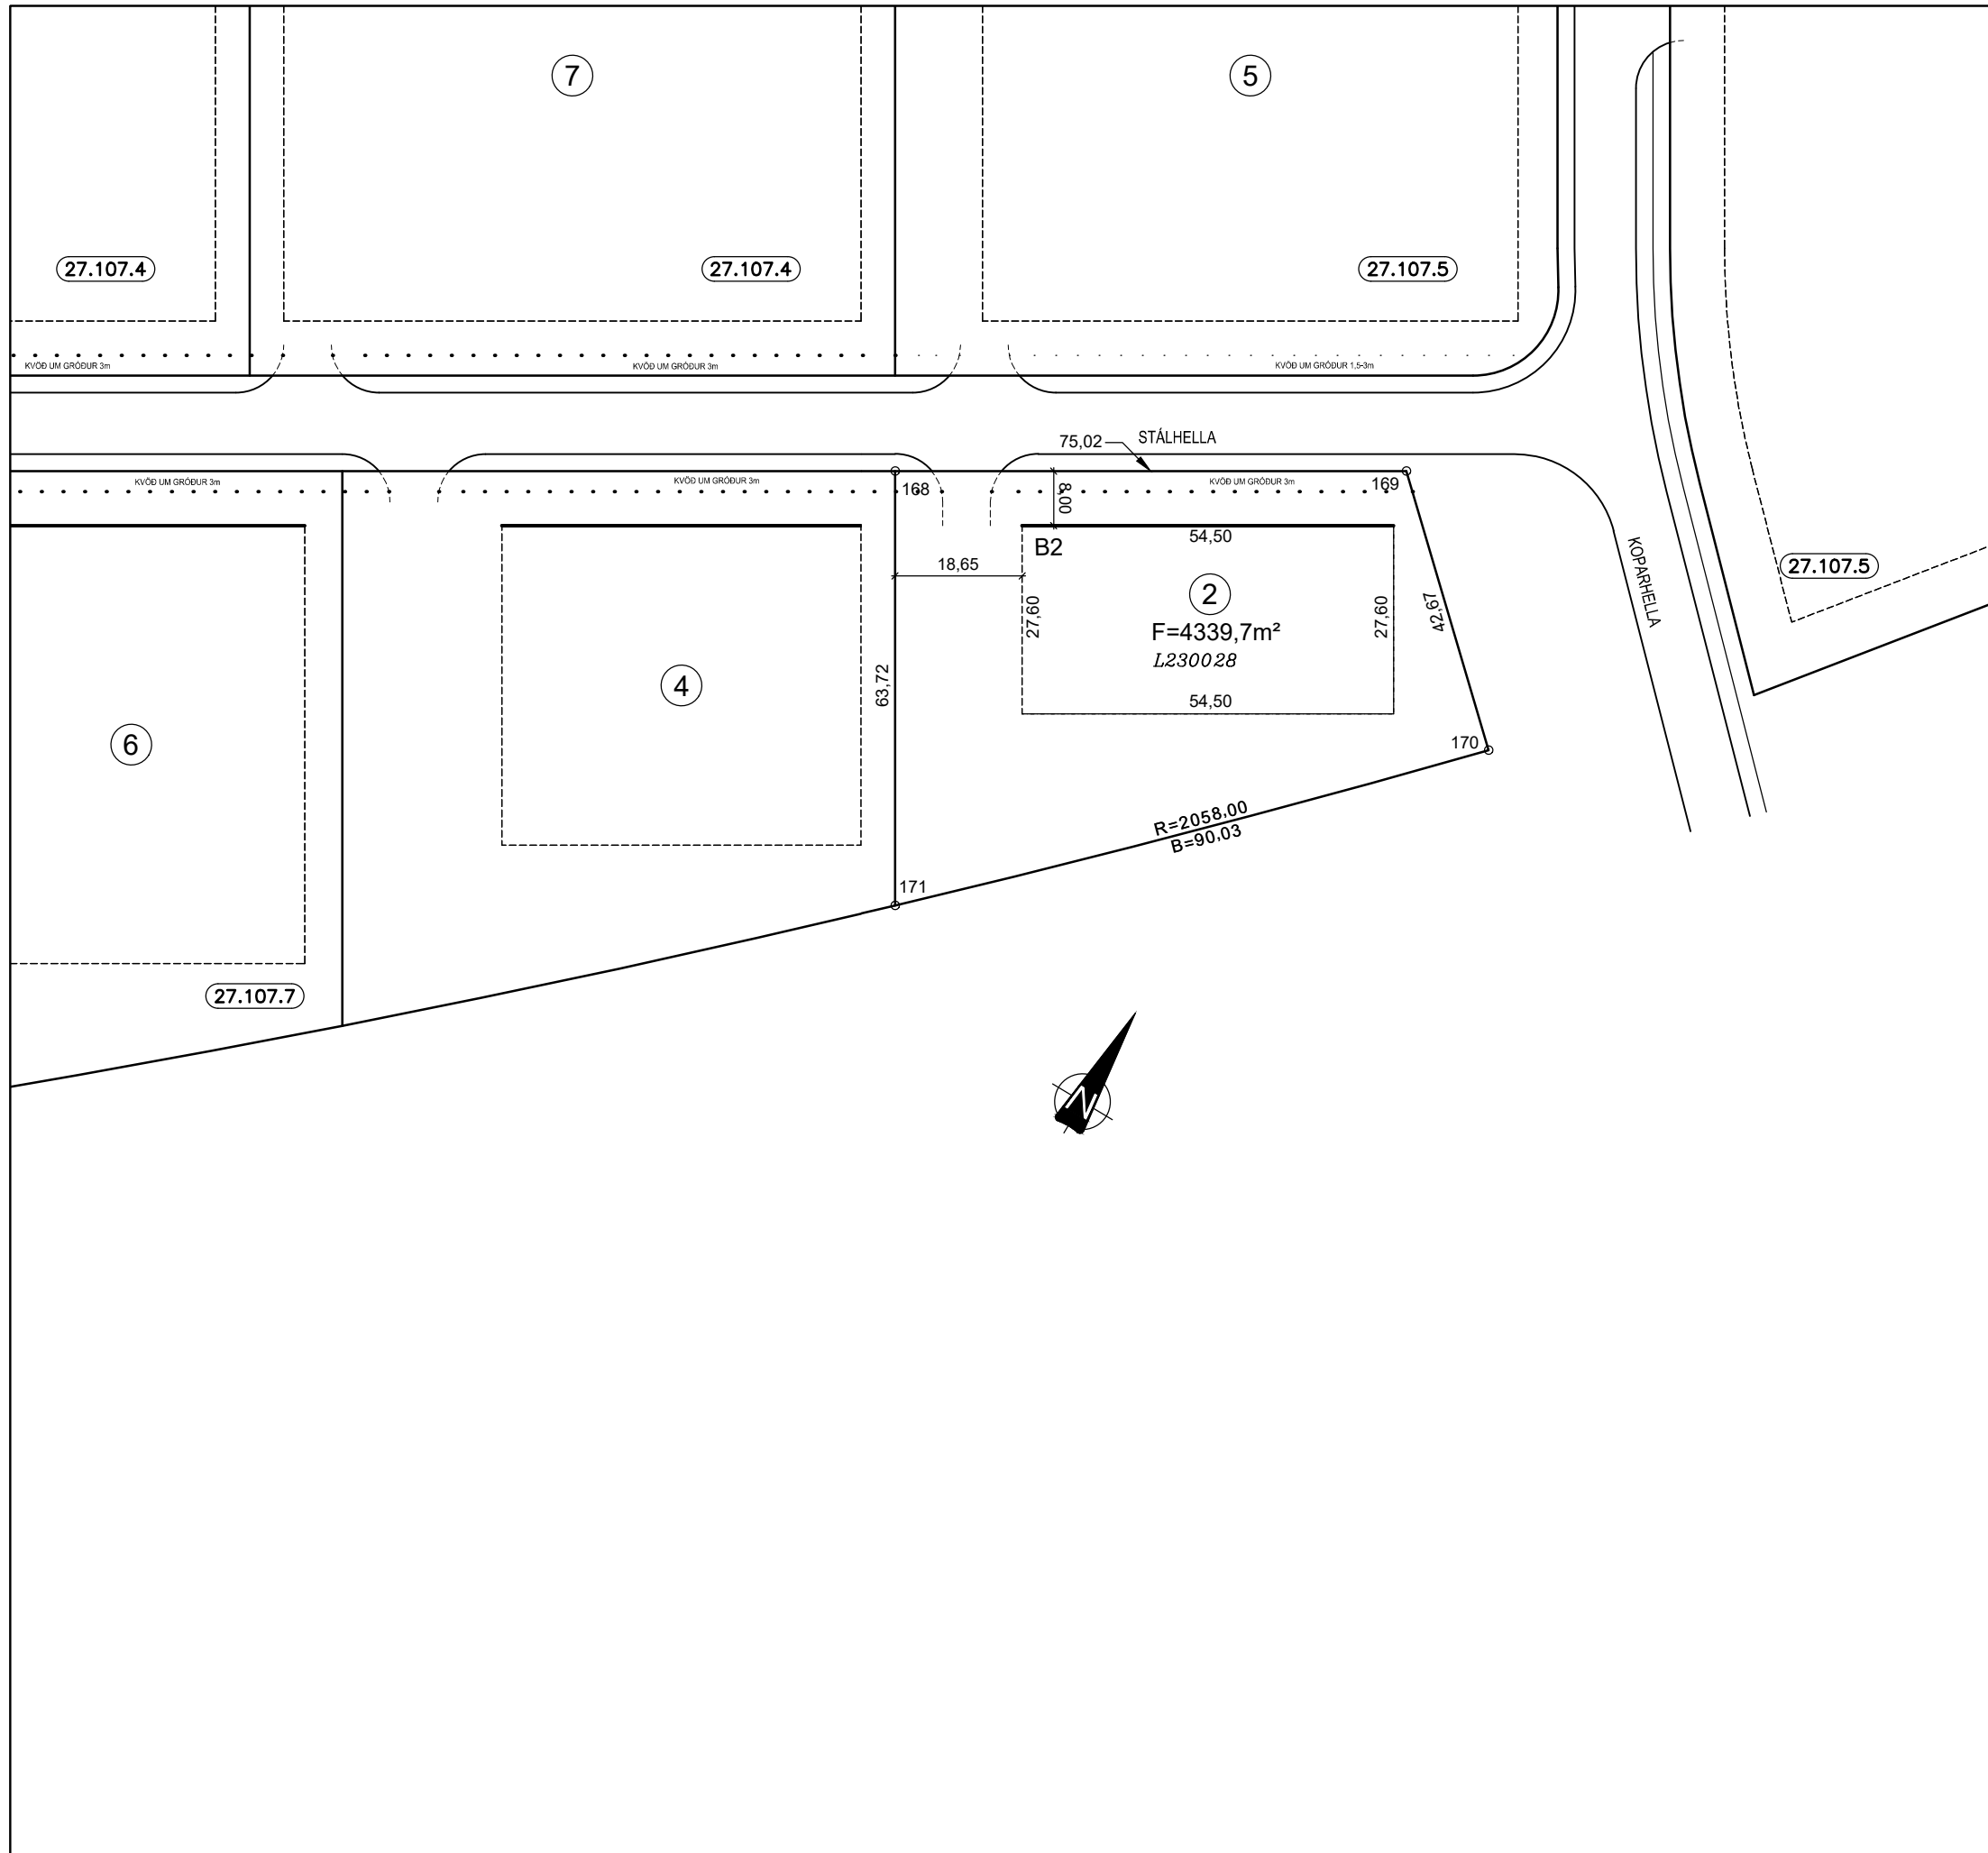 7
5
27.107.4
27.107.4
27.107.5
KVÖÐ UM GRÓÐUR 3m
KVÖÐ UM GRÓÐUR 3m
KVÖÐ UM GRÓÐUR 1,5-3m
75,02
STÁLHELLA
KVÖÐ UM GRÓÐUR 3m
KVÖÐ UM GRÓÐUR 3m
KVÖÐ UM GRÓÐUR 3m
168
169
8,00
54,50
B2
18,65
27,60
2
27,60
42,67
KOPARHELLA
27.107.5
F=4339,7m²
L230028
63,72
4
54,50
6
170
R=2058,00
B=90,03
171
27.107.7
N